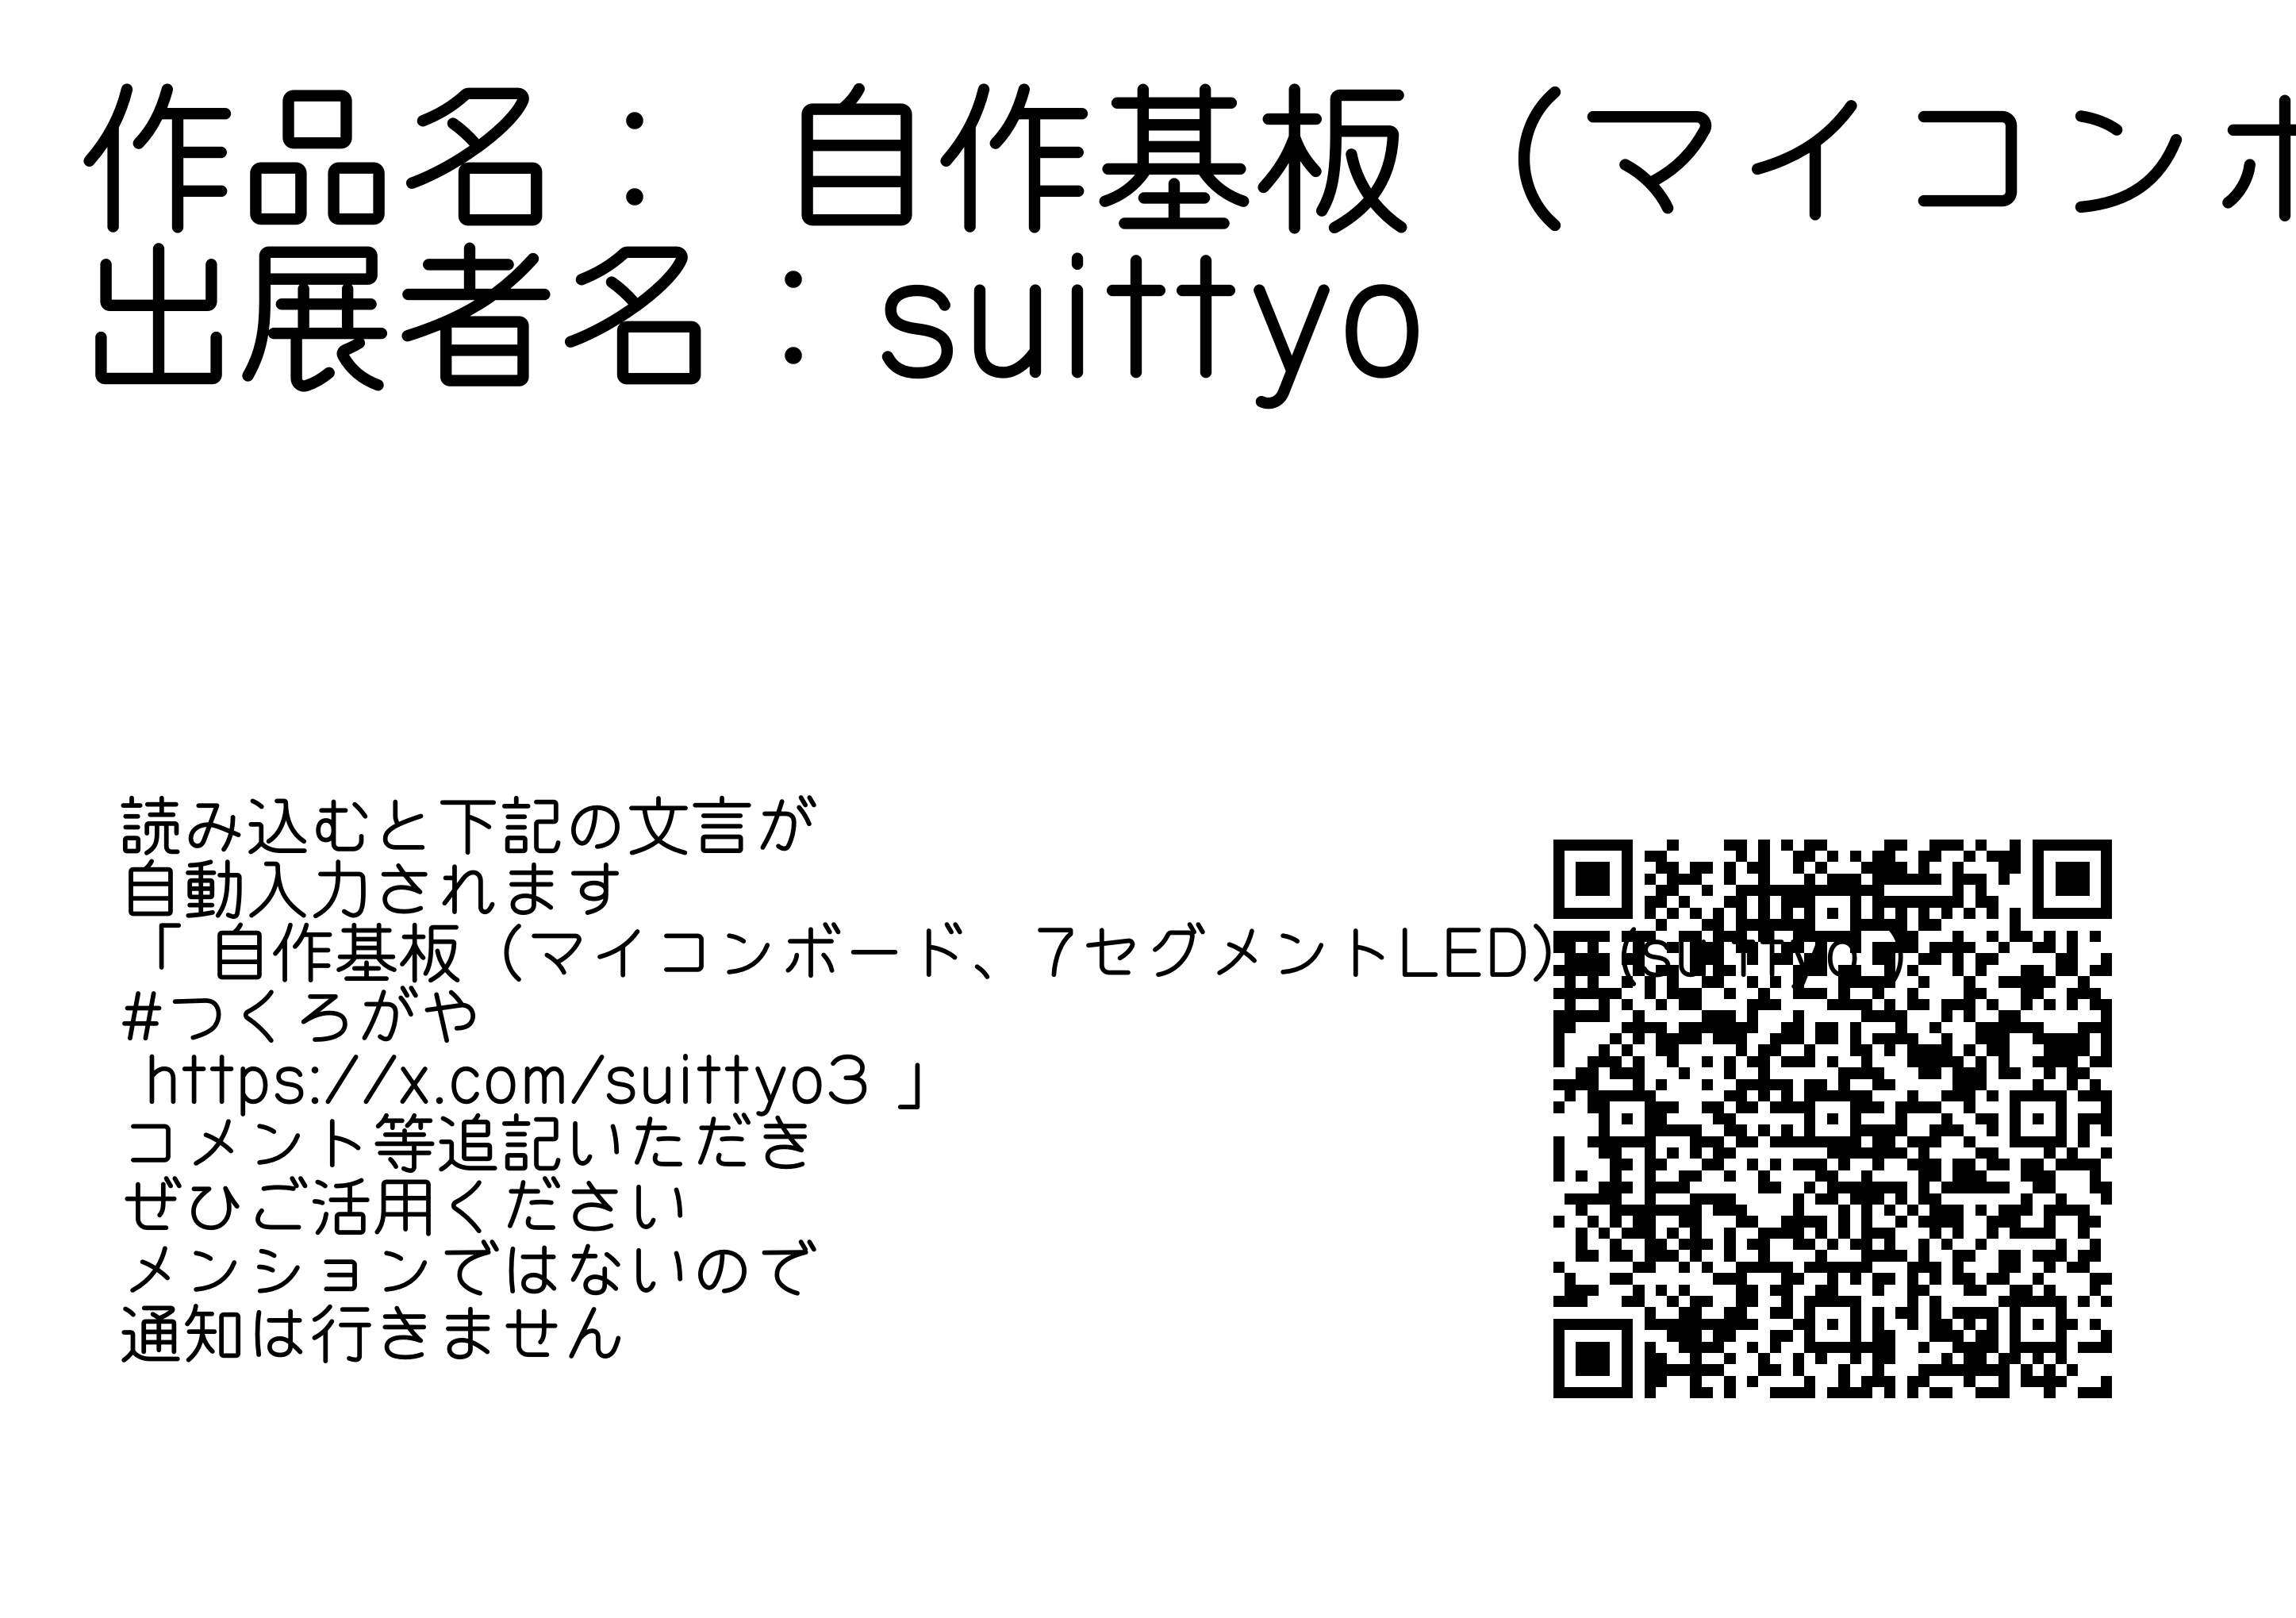 作品名： 自作基板（マイコンボ
出展者名：suittyo
読み込むと下記の文言が
自動入力されます
「 自作基板（マイコンボード、7セグメントLED） （suittyo）
#つくろがや
https://x.com/suittyo3 」
コメント等追記いただき
ぜひご活用ください
メンションではないので
通知は行きません